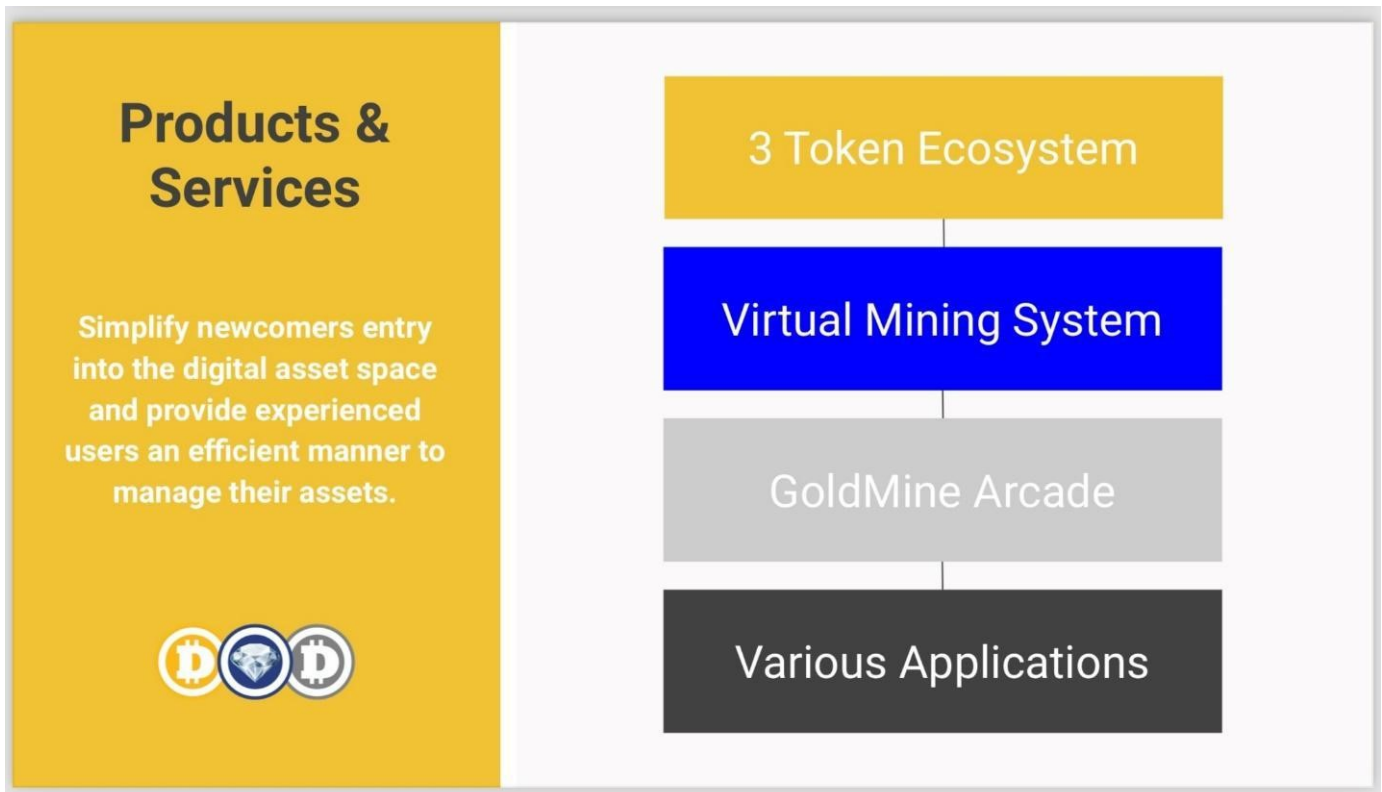 Products &
Services
Simplify newcomers entry
into the digital asset space
and provide experienced
users an efficient manner to
manage their assets.
3 Token Ecosystem
Virtual Mining System
GoldMine Arcade
Various Applications